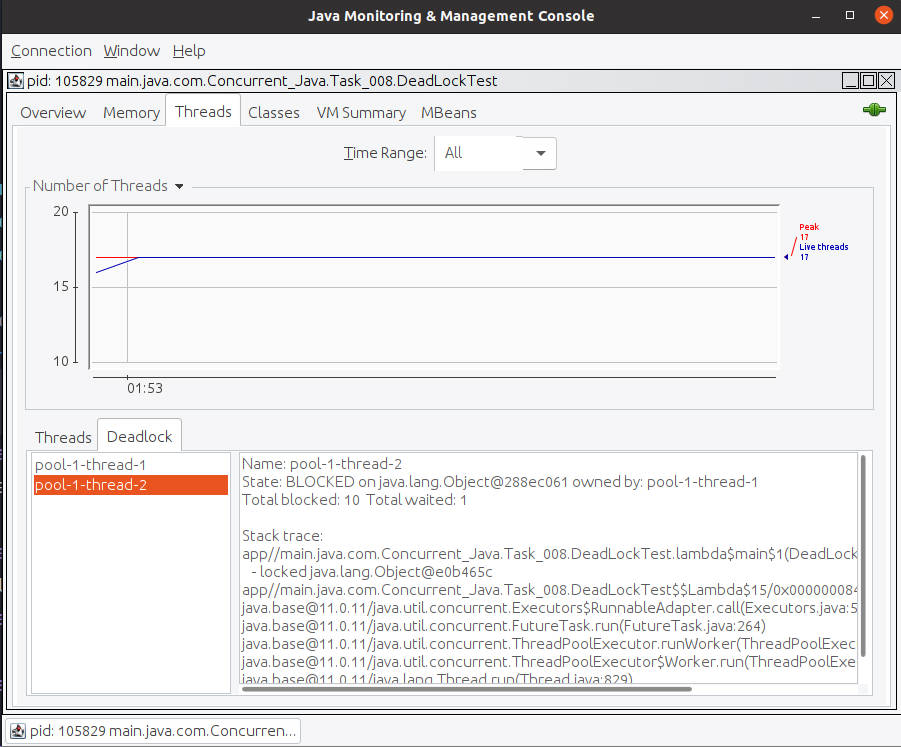 Java Monitoring & Management Console
Connection Window Help
pid: 105829 main.java.com.Concurrent_Java.Task_008.DeadLockTest
Overview Memory Threads Classes VM Summary MBeans
Time Range: All
Number of Threads
20
15
10
01:53
Peak
17
Live threads
17
Threads Deadlock
pool-1-thread-1
pool-1-thread-2
Name: pool-1-thread-2
State: BLOCKED on java.lang.Object@288ec061 owned by: pool-1-thread-1
Total blocked: 10 Total waited: 1
Stack trace:
app//main.java.com.Concurrent_Java.Task_008.DeadLockTest.lambda$main$1(DeadLock
- locked java.lang.Object@e0b465c
app//main.java.com.Concurrent_Java.Task_008.DeadLockTest$$Lambda$15/0x000000084
java.base@11.0.11/java.util.concurrent.Executors$RunnableAdapter.call(Executors.java:5
java.base@11.0.11/java.util.concurrent.FutureTask.run(FutureTask.java:264)
java.base@11.0.11/java.util.concurrent.ThreadPoolExecutor.runWorker(ThreadPoolExec
java.base@11.0.11/java.util.concurrent.ThreadPoolExecutor$Worker.run(ThreadPoolExe
java.base@11.0.11/java.lang.Thread.run(Thread.java:829)
pid: 105829 main.java.com.Concurren...